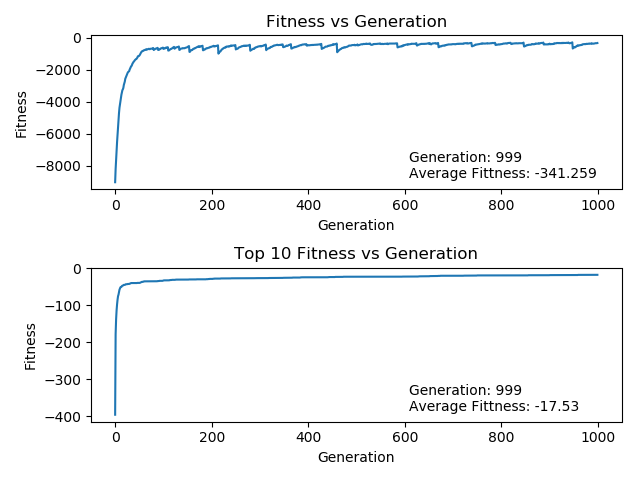 Fitness vs Generation
0
−2000
−4000
−6000
−8000
Fitness
Generation: 999
Average Fittness: -341.259
0 200 400 600 800 1000
Generation
Top 10 Fitness vs Generation
0
−100
−200
−300
−400
Fitness
Generation: 999
Average Fittness: -17.53
0 200 400 600 800 1000
Generation